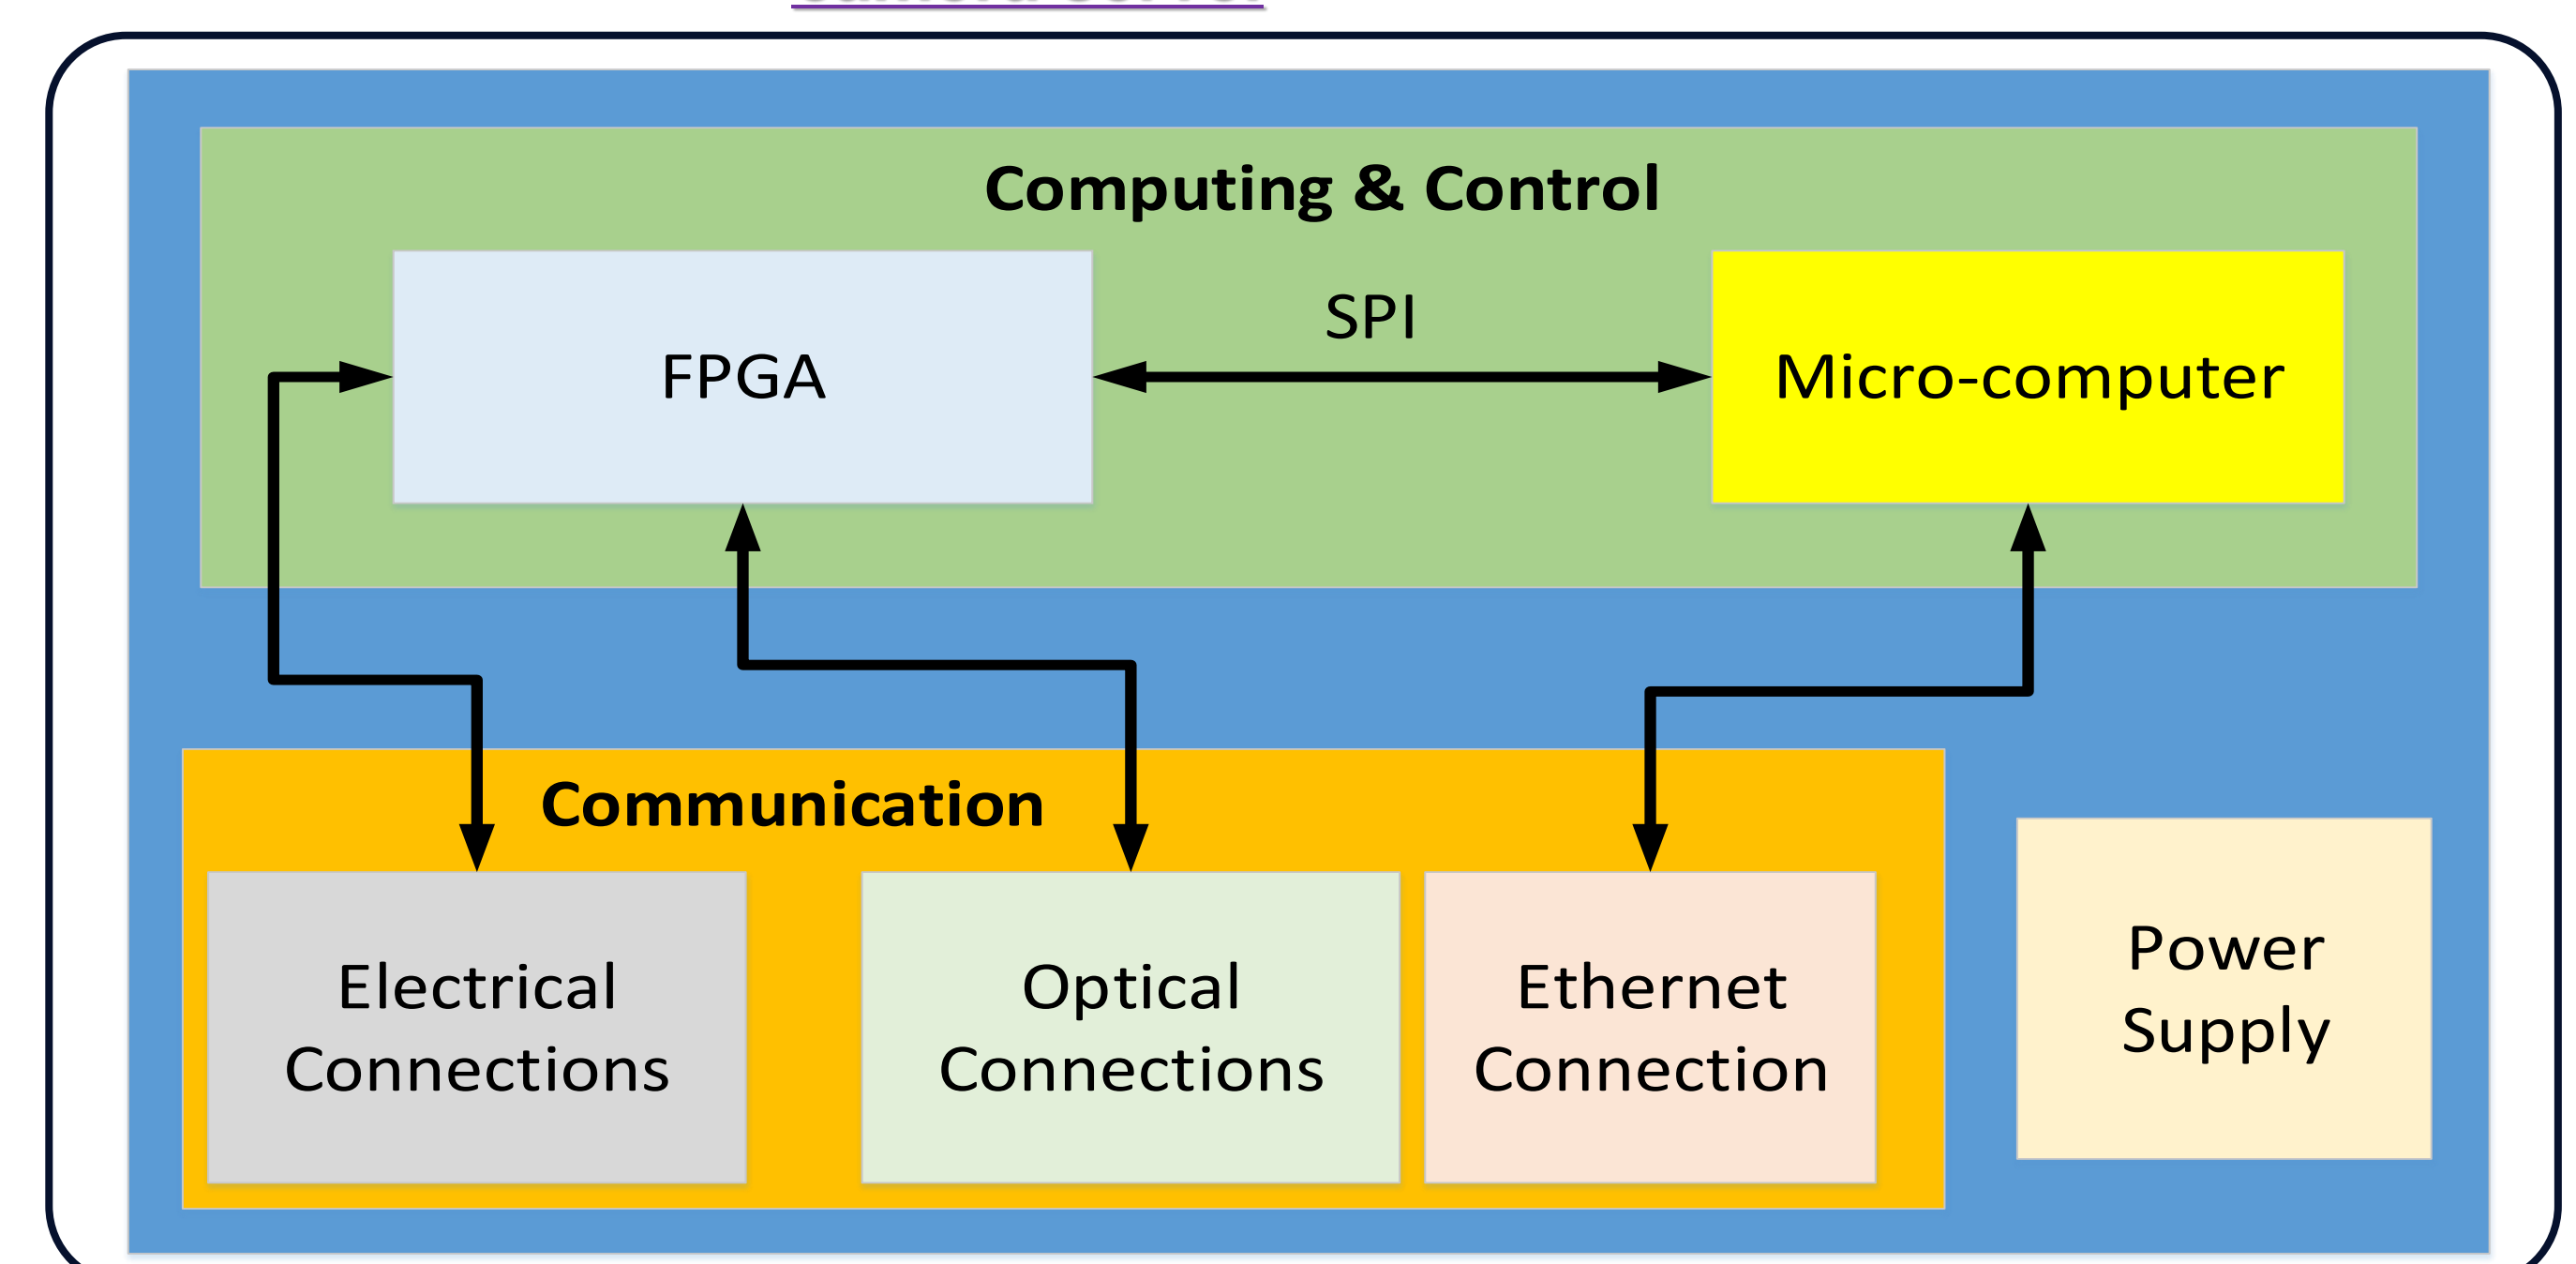 Computing & Control
SPI
FPGA
Micro-computer
Communication
Electrical
Connections
Optical
Connections
Ethernet
Connection
Power
Supply